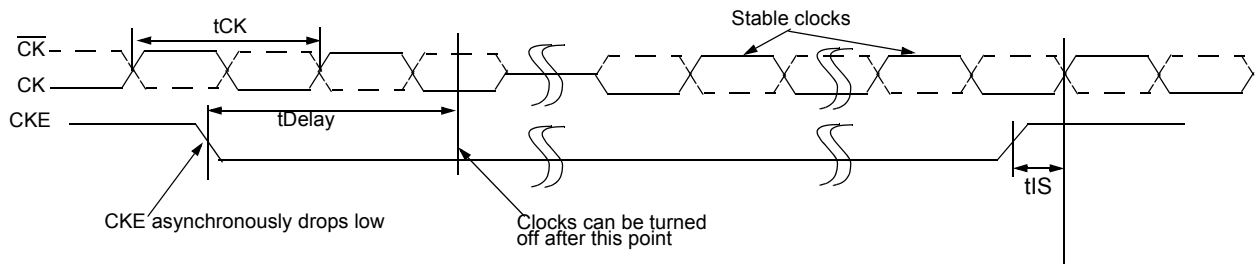 Stable clocks
tCK
CK
CK
tDelay
CKE
tIS
CKE asynchronously drops low
Clocks can be turned
off after this point